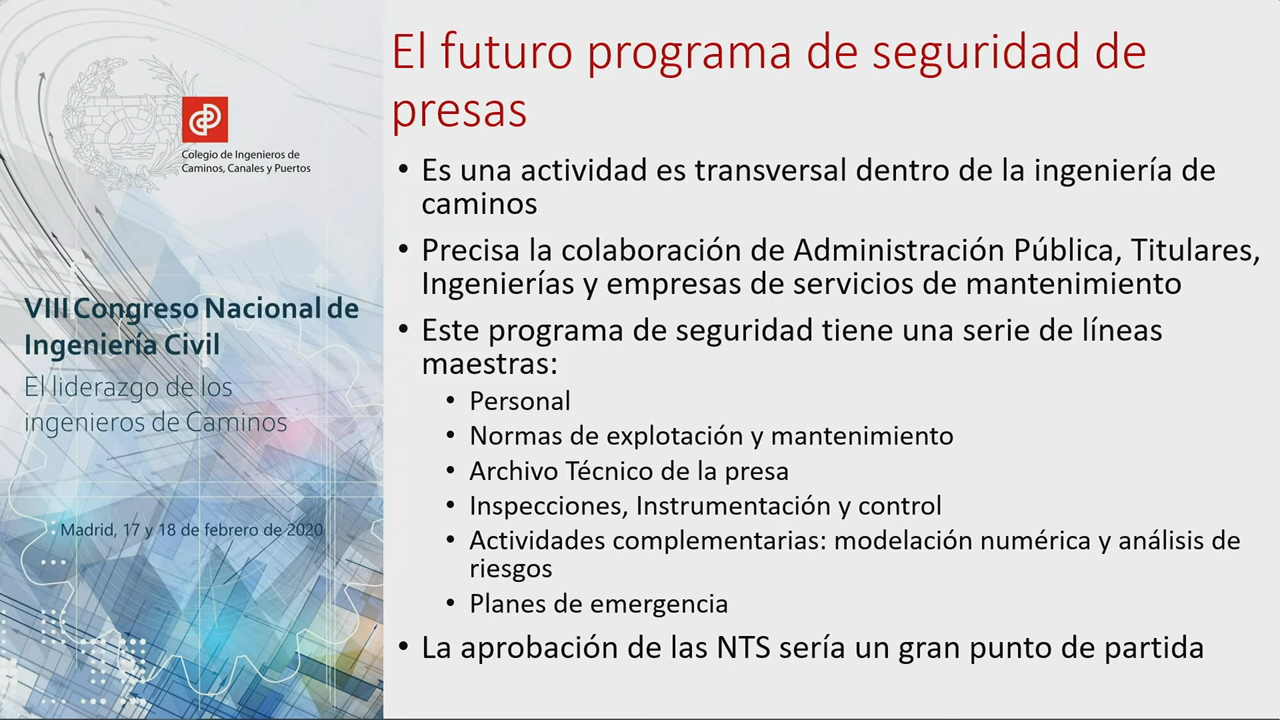 Colegio de Ingenieros de
Caminos, Canales y Puertos
VIII Congreso Nacional de
Ingeniería Civil
El liderazgo de los
ingenieros de Caminos
Madrid, 17 y 18 de febrero de 2020
El futuro programa de seguridad de
presas
• Es una actividad es transversal dentro de la ingeniería de
caminos
• Precisa la colaboración de Administración Pública, Titulares,
Ingenierías y empresas de servicios de mantenimiento
• Este programa de seguridad tiene una serie de líneas
maestras:
• Personal
• Normas de explotación y mantenimiento
• Archivo Técnico de la presa
• Inspecciones, Instrumentación y control
• Actividades complementarias: modelación numérica y análisis de
riesgos
• Planes de emergencia
• La aprobación de las NTS sería un gran punto de partida